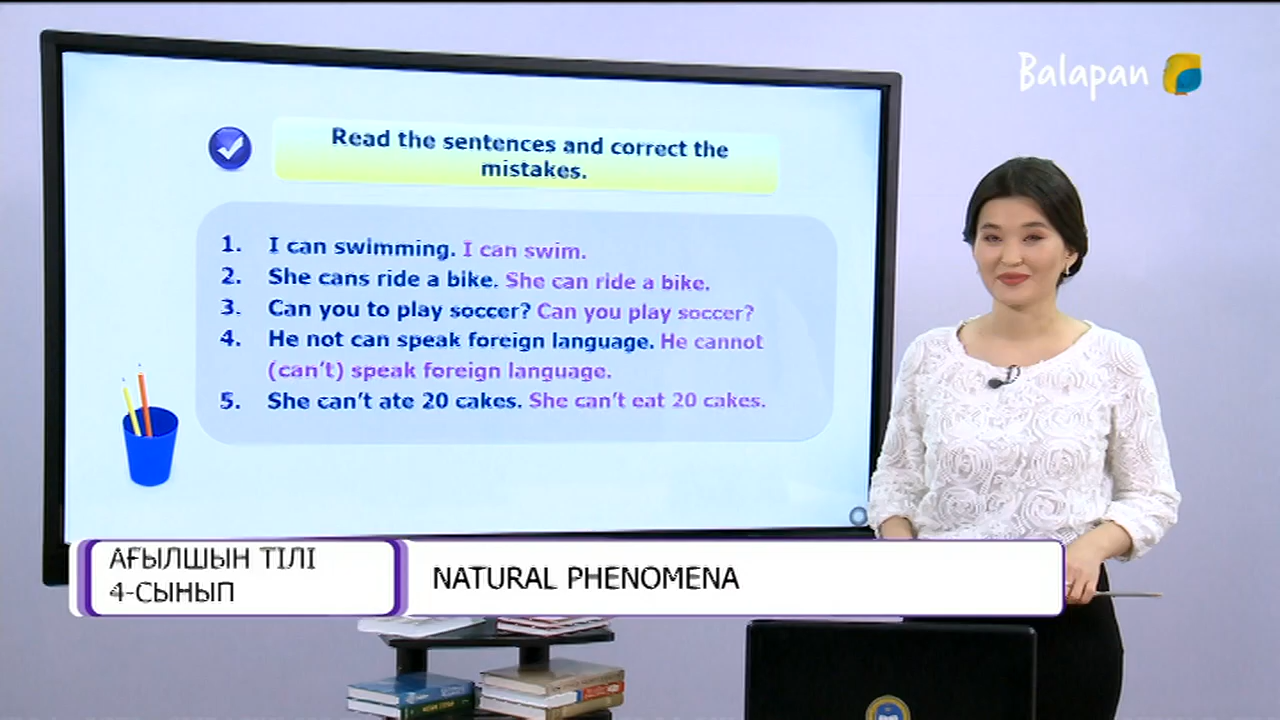 Balapan
Read the sentences and correct the
mistakes.
1. I can swimming. I can swim.
2. She cans ride a bike. She can ride a bike.
3. Can you to play soccer? Can you play soccer?
4. He not can speak foreign language. He cannot
(can't) speak foreign language.
5. She can't ate 20 cakes. She can't eat 20 cakes.
АҒЫЛШЫН ТІЛІ
4-СЫНЫП
NATURAL PHENOMENA